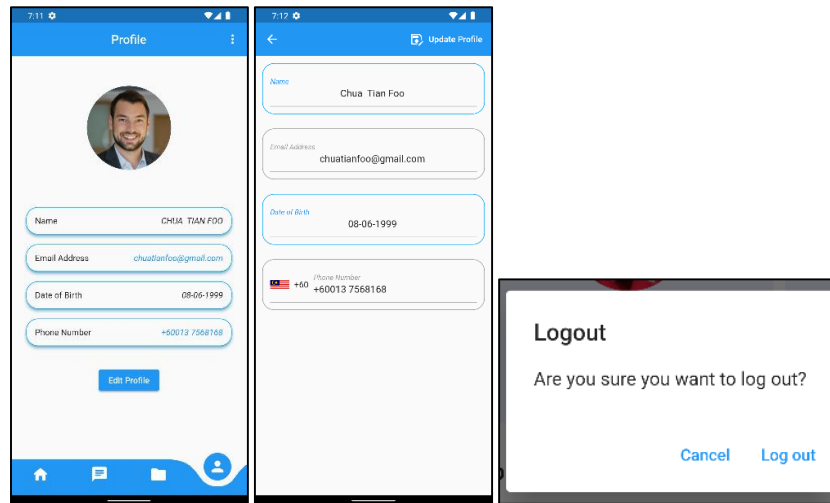 7:11
Profile
Name CHUA TIAN FOO
Email Address chuatianfoo@gmail.com
Date of Birth 08-06-1999
Phone Number +60013 7568168
Edit Profile
7:12
Update Profile
Name
Chua Tian Foo
Email Address
chuatianfoo@gmail.com
Date of Birth
08-06-1999
Phone Number
+60 +60013 7568168
Logout
Are you sure you want to log out?
Cancel Log out